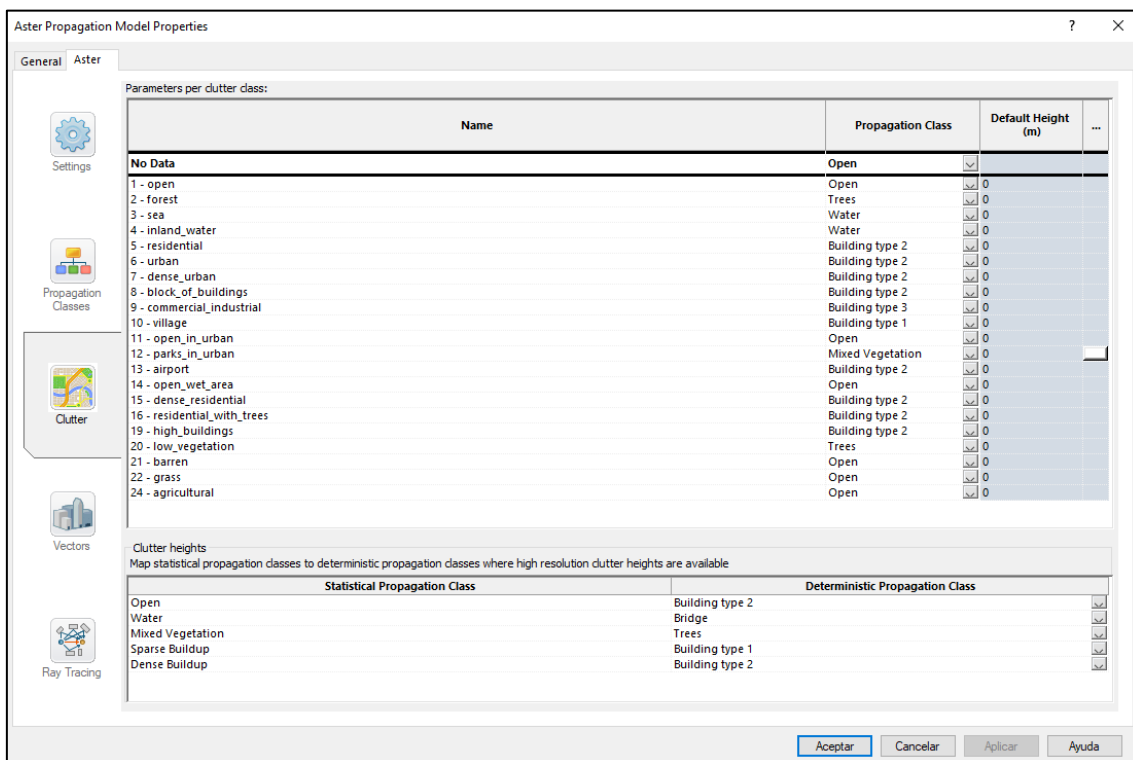 Aster Propagation Model Properties
?
General Aster
Parameters per clutter class:
Name Propagation Class Default Height (m) ...
No Data Open
1 - open Open 0
2 - forest Trees 0
3 - sea Water 0
4 - inland_water Water 0
5 - residential Building type 2 0
6 - urban Building type 2 0
7 - dense_urban Building type 2 0
8 - block_of_buildings Building type 2 0
9 - commercial_industrial Building type 3 0
10 - village Building type 1 0
11 - open_in_urban Open 0
12 - parks_in_urban Mixed Vegetation 0
13 - airport Building type 2 0
14 - open_wet_area Open 0
15 - dense_residential Building type 2 0
16 - residential_with_trees Building type 2 0
19 - high_buildings Building type 2 0
20 - low_vegetation Trees 0
21 - barren Open 0
22 - grass Open 0
24 - agricultural Open 0
Settings
Propagation
Classes
Clutter
Vectors
Ray Tracing
Clutter heights
Map statistical propagation classes to deterministic propagation classes where high resolution clutter heights are available
Statistical Propagation Class Deterministic Propagation Class
Open Building type 2
Water Bridge
Mixed Vegetation Trees
Sparse Buildup Building type 1
Dense Buildup Building type 2
Aceptar Cancelar Aplicar Ayuda